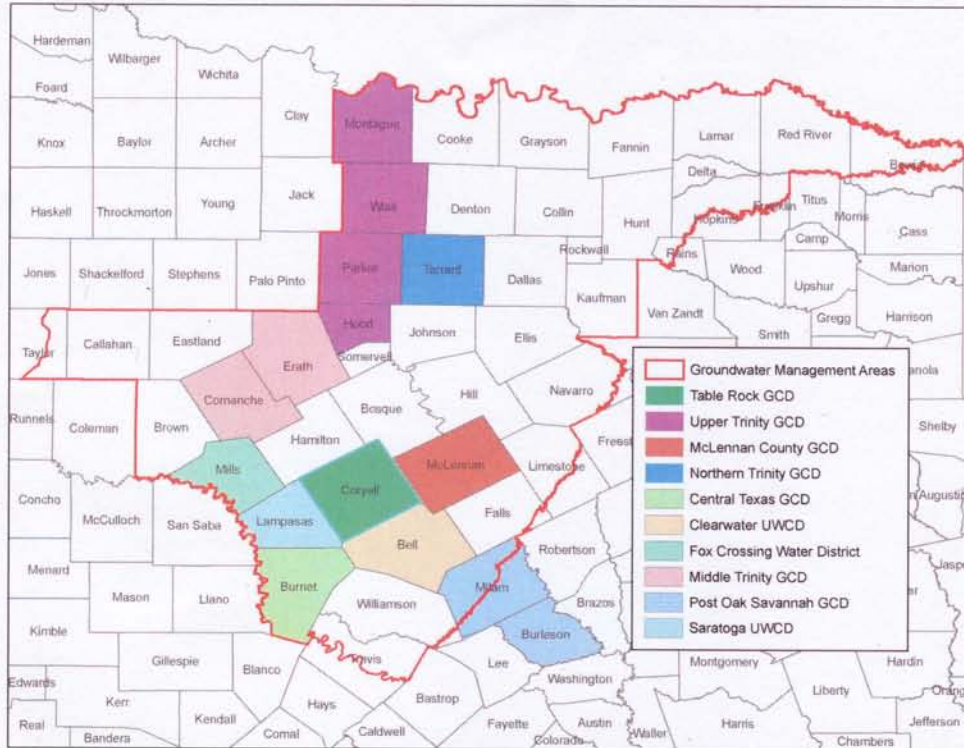 Hardeman
Wilbarger
Wichita
Foard
Clay
Montague
Cooke
Grayson
Fannin
Lamar
Red River
Knox
Baylor
Archer
Delta
Jack
Wise
Denton
Collin
Hunt
Hopkins
Titus
Morris
Cass
Haskell
Throckmorton
Young
Camp
Rockwall
Rains
Wood
Marion
Jones
Shackelford
Stephens
Palo Pinto
Parker
Tarrant
Dallas
Kaufman
Upshur
Van Zandt
Gregg
Harrison
Hood
Johnson
Ellis
Smith
Taylor
Callahan
Eastland
Somervell
Erath
Navarro
Hill
Comanche
Bosque
Runnels
Coleman
Brown
Hamilton
Shelby
Mills
McLennan
Limestone
Coryell
Concho
McCulloch
San Saba
Lampasas
Falls
Bell
Robertson
Menard
Mason
Llano
Burnet
Milam
Williamson
Brazos
Kimble
Burleson
Gillespie
Blanco
Lee
Washington
Montgomery
Hardin
Edwards
Kerr
Hays
Bastrop
Liberty
Real
Kendall
Comal
Caldwell
Fayette
Austin
Waller
Harris
Jefferson
Bandera
Colorado
Chambers
Groundwater Management Areas
Table Rock GCD
Upper Trinity GCD
McLennan County GCD
Northern Trinity GCD
Central Texas GCD
Clearwater UWCD
Fox Crossing Water District
Middle Trinity GCD
Post Oak Savannah GCD
Saratoga UWCD